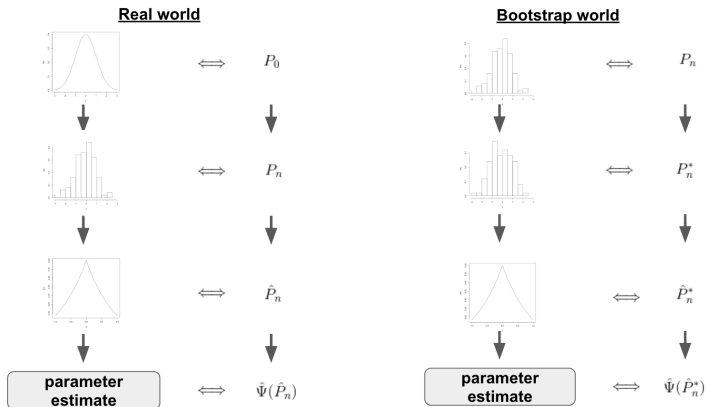 Real world
Bootstrap world
⇔ P₀
⇔ Pₙ
⇔ Pₙ
⇔ Pₙ*
⇔ P̂ₙ
⇔ P̂ₙ*
parameter
estimate
⇔ Ψ̂(P̂ₙ)
parameter
estimate
⇔ Ψ̂(P̂ₙ*)